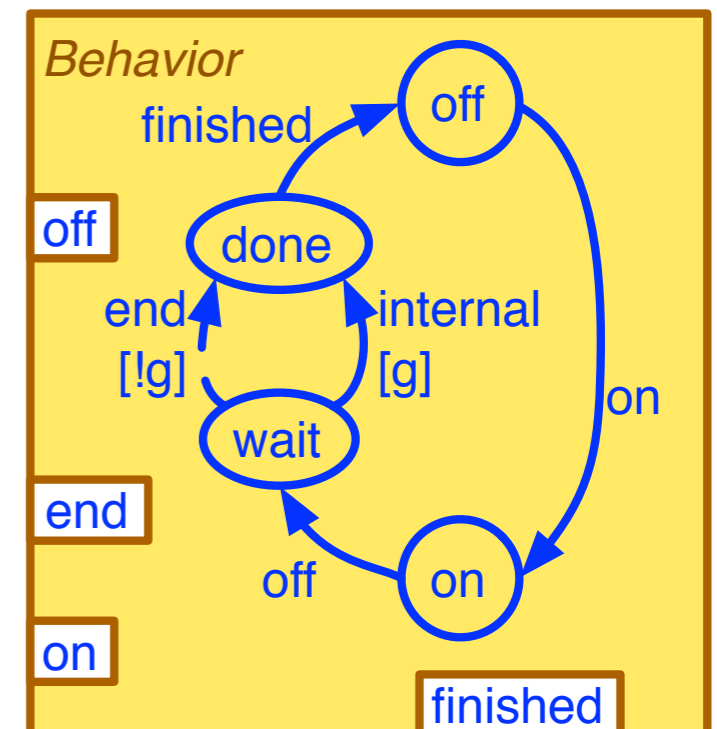 Behavior
off
finished
off
done
end
[!g]
internal
[g]
on
wait
end
off
on
on
finished